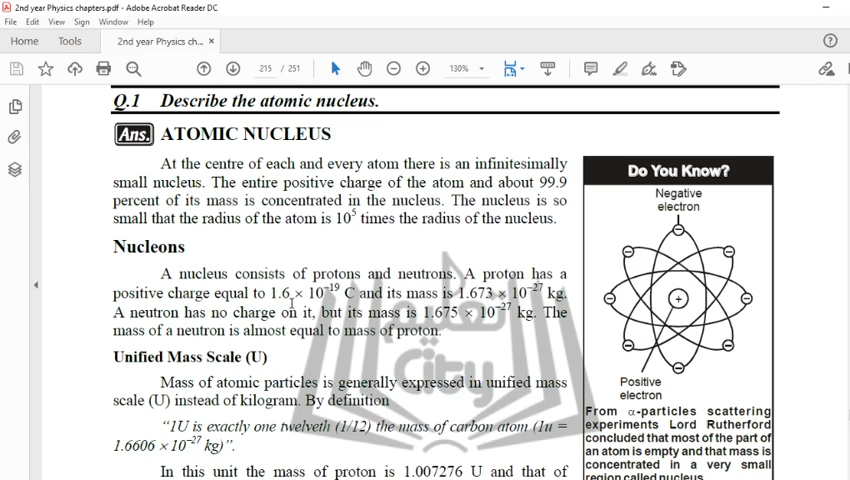 2nd year Physics chapters.pdf - Adobe Acrobat Reader DC
File Edit View Sign Window Help
Home Tools 2nd year Physics ch... ×
215 / 251 130%
Q.1 Describe the atomic nucleus.
Ans. ATOMIC NUCLEUS
At the centre of each and every atom there is an infinitesimally
small nucleus. The entire positive charge of the atom and about 99.9
percent of its mass is concentrated in the nucleus. The nucleus is so
small that the radius of the atom is 10⁵ times the radius of the nucleus.
Nucleons
A nucleus consists of protons and neutrons. A proton has a
positive charge equal to 1.6 × 10⁻¹⁹ C and its mass is 1.673 × 10⁻²⁷ kg.
A neutron has no charge on it, but its mass is 1.675 × 10⁻²⁷ kg. The
mass of a neutron is almost equal to mass of proton.
Unified Mass Scale (U)
Mass of atomic particles is generally expressed in unified mass
scale (U) instead of kilogram. By definition
“1U is exactly one twelveth (1/12) the mass of carbon atom (1u =
1.6606 × 10⁻²⁷ kg)”.
In this unit the mass of proton is 1.007276 U and that of
Do You Know?
Negative
electron
+
Positive
electron
From α-particles scattering
experiments Lord Rutherford
concluded that most of the part of
an atom is empty and that mass is
concentrated in a very small
region called nucleus.
تعلیم
City